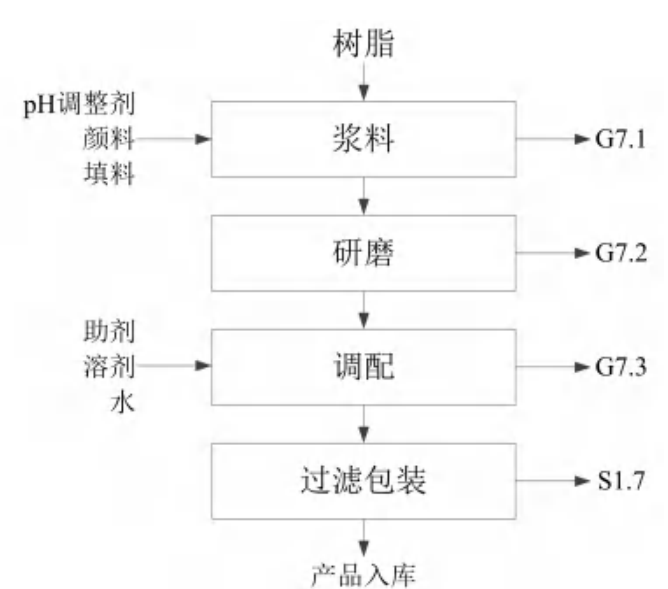 树脂
pH调整剂
颜料
填料
浆料
G7.1
研磨
G7.2
助剂
溶剂
水
调配
G7.3
过滤包装
S1.7
产品入库